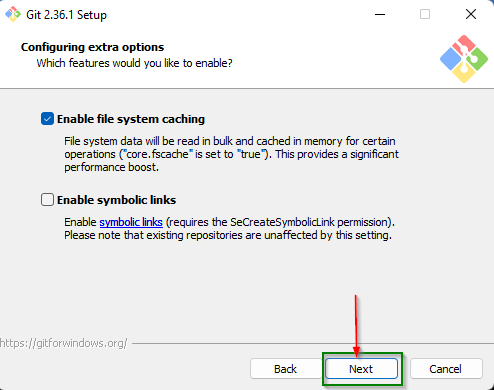 Git 2.36.1 Setup
Configuring extra options
Which features would you like to enable?
Enable file system caching
File system data will be read in bulk and cached in memory for certain
operations ("core.fscache" is set to "true"). This provides a significant
performance boost.
Enable symbolic links
Enable symbolic links (requires the SeCreateSymbolicLink permission).
Please note that existing repositories are unaffected by this setting.
https://gitforwindows.org/
Back Next Cancel